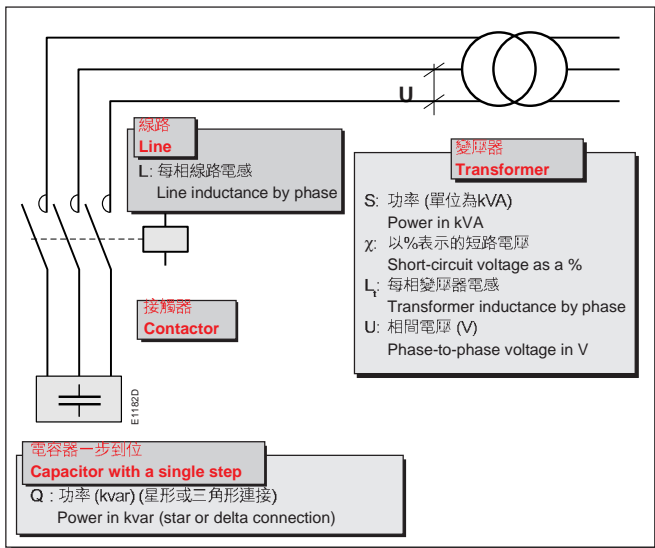 U
線路
Line
L: 每相線路電感
Line inductance by phase
變壓器
Transformer
S: 功率 (單位為kVA)
Power in kVA
χ: 以%表示的短路電壓
Short-circuit voltage as a %
Lt: 每相變壓器電感
Transformer inductance by phase
U: 相間電壓 (V)
Phase-to-phase voltage in V
接觸器
Contactor
E1182D
電容器一步到位
Capacitor with a single step
Q : 功率 (kvar) (星形或三角形連接)
Power in kvar (star or delta connection)